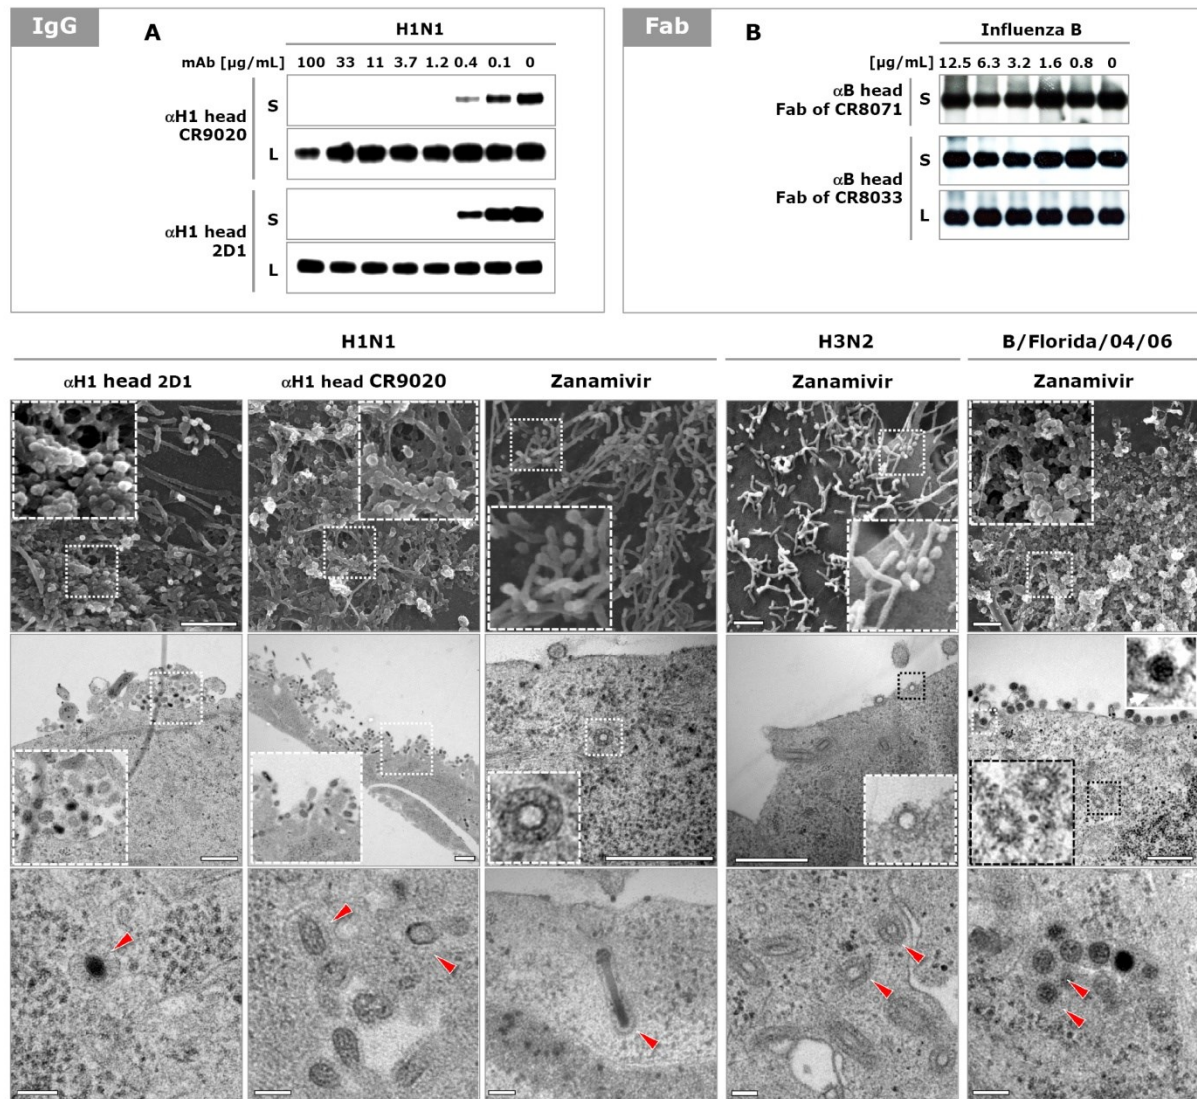 IgG
A
H1N1
mAb [µg/mL] 100 33 11 3.7 1.2 0.4 0.1 0
αH1 head
CR9020
S
L
αH1 head
2D1
S
L
Fab
B
Influenza B
[µg/mL] 12.5 6.3 3.2 1.6 0.8 0
αB head
Fab of CR8071
S
αB head
Fab of CR8033
S
L
H1N1
H3N2
B/Florida/04/06
αH1 head 2D1
αH1 head CR9020
Zanamivir
Zanamivir
Zanamivir